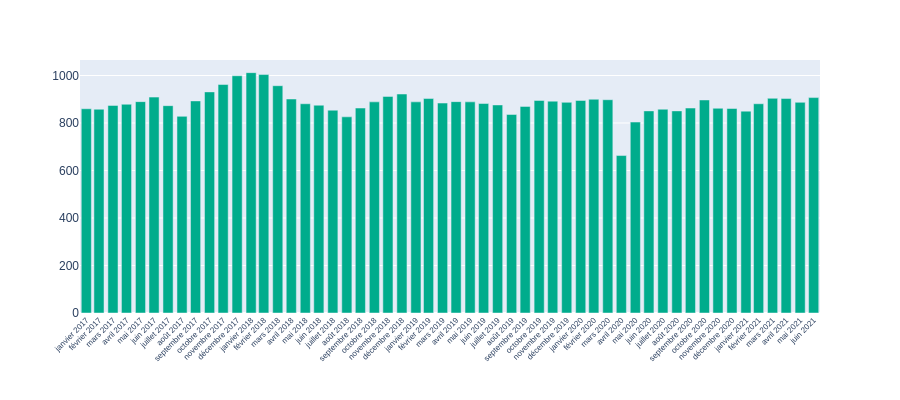 1000
800
600
400
200
0
janvier 2017
février 2017
mars 2017
avril 2017
mai 2017
juin 2017
juillet 2017
août 2017
septembre 2017
octobre 2017
novembre 2017
décembre 2017
janvier 2018
février 2018
mars 2018
avril 2018
mai 2018
juin 2018
juillet 2018
août 2018
septembre 2018
octobre 2018
novembre 2018
décembre 2018
janvier 2019
février 2019
mars 2019
avril 2019
mai 2019
juin 2019
juillet 2019
août 2019
septembre 2019
octobre 2019
novembre 2019
décembre 2019
janvier 2020
février 2020
mars 2020
avril 2020
mai 2020
juin 2020
juillet 2020
août 2020
septembre 2020
octobre 2020
novembre 2020
décembre 2020
janvier 2021
février 2021
mars 2021
avril 2021
mai 2021
juin 2021